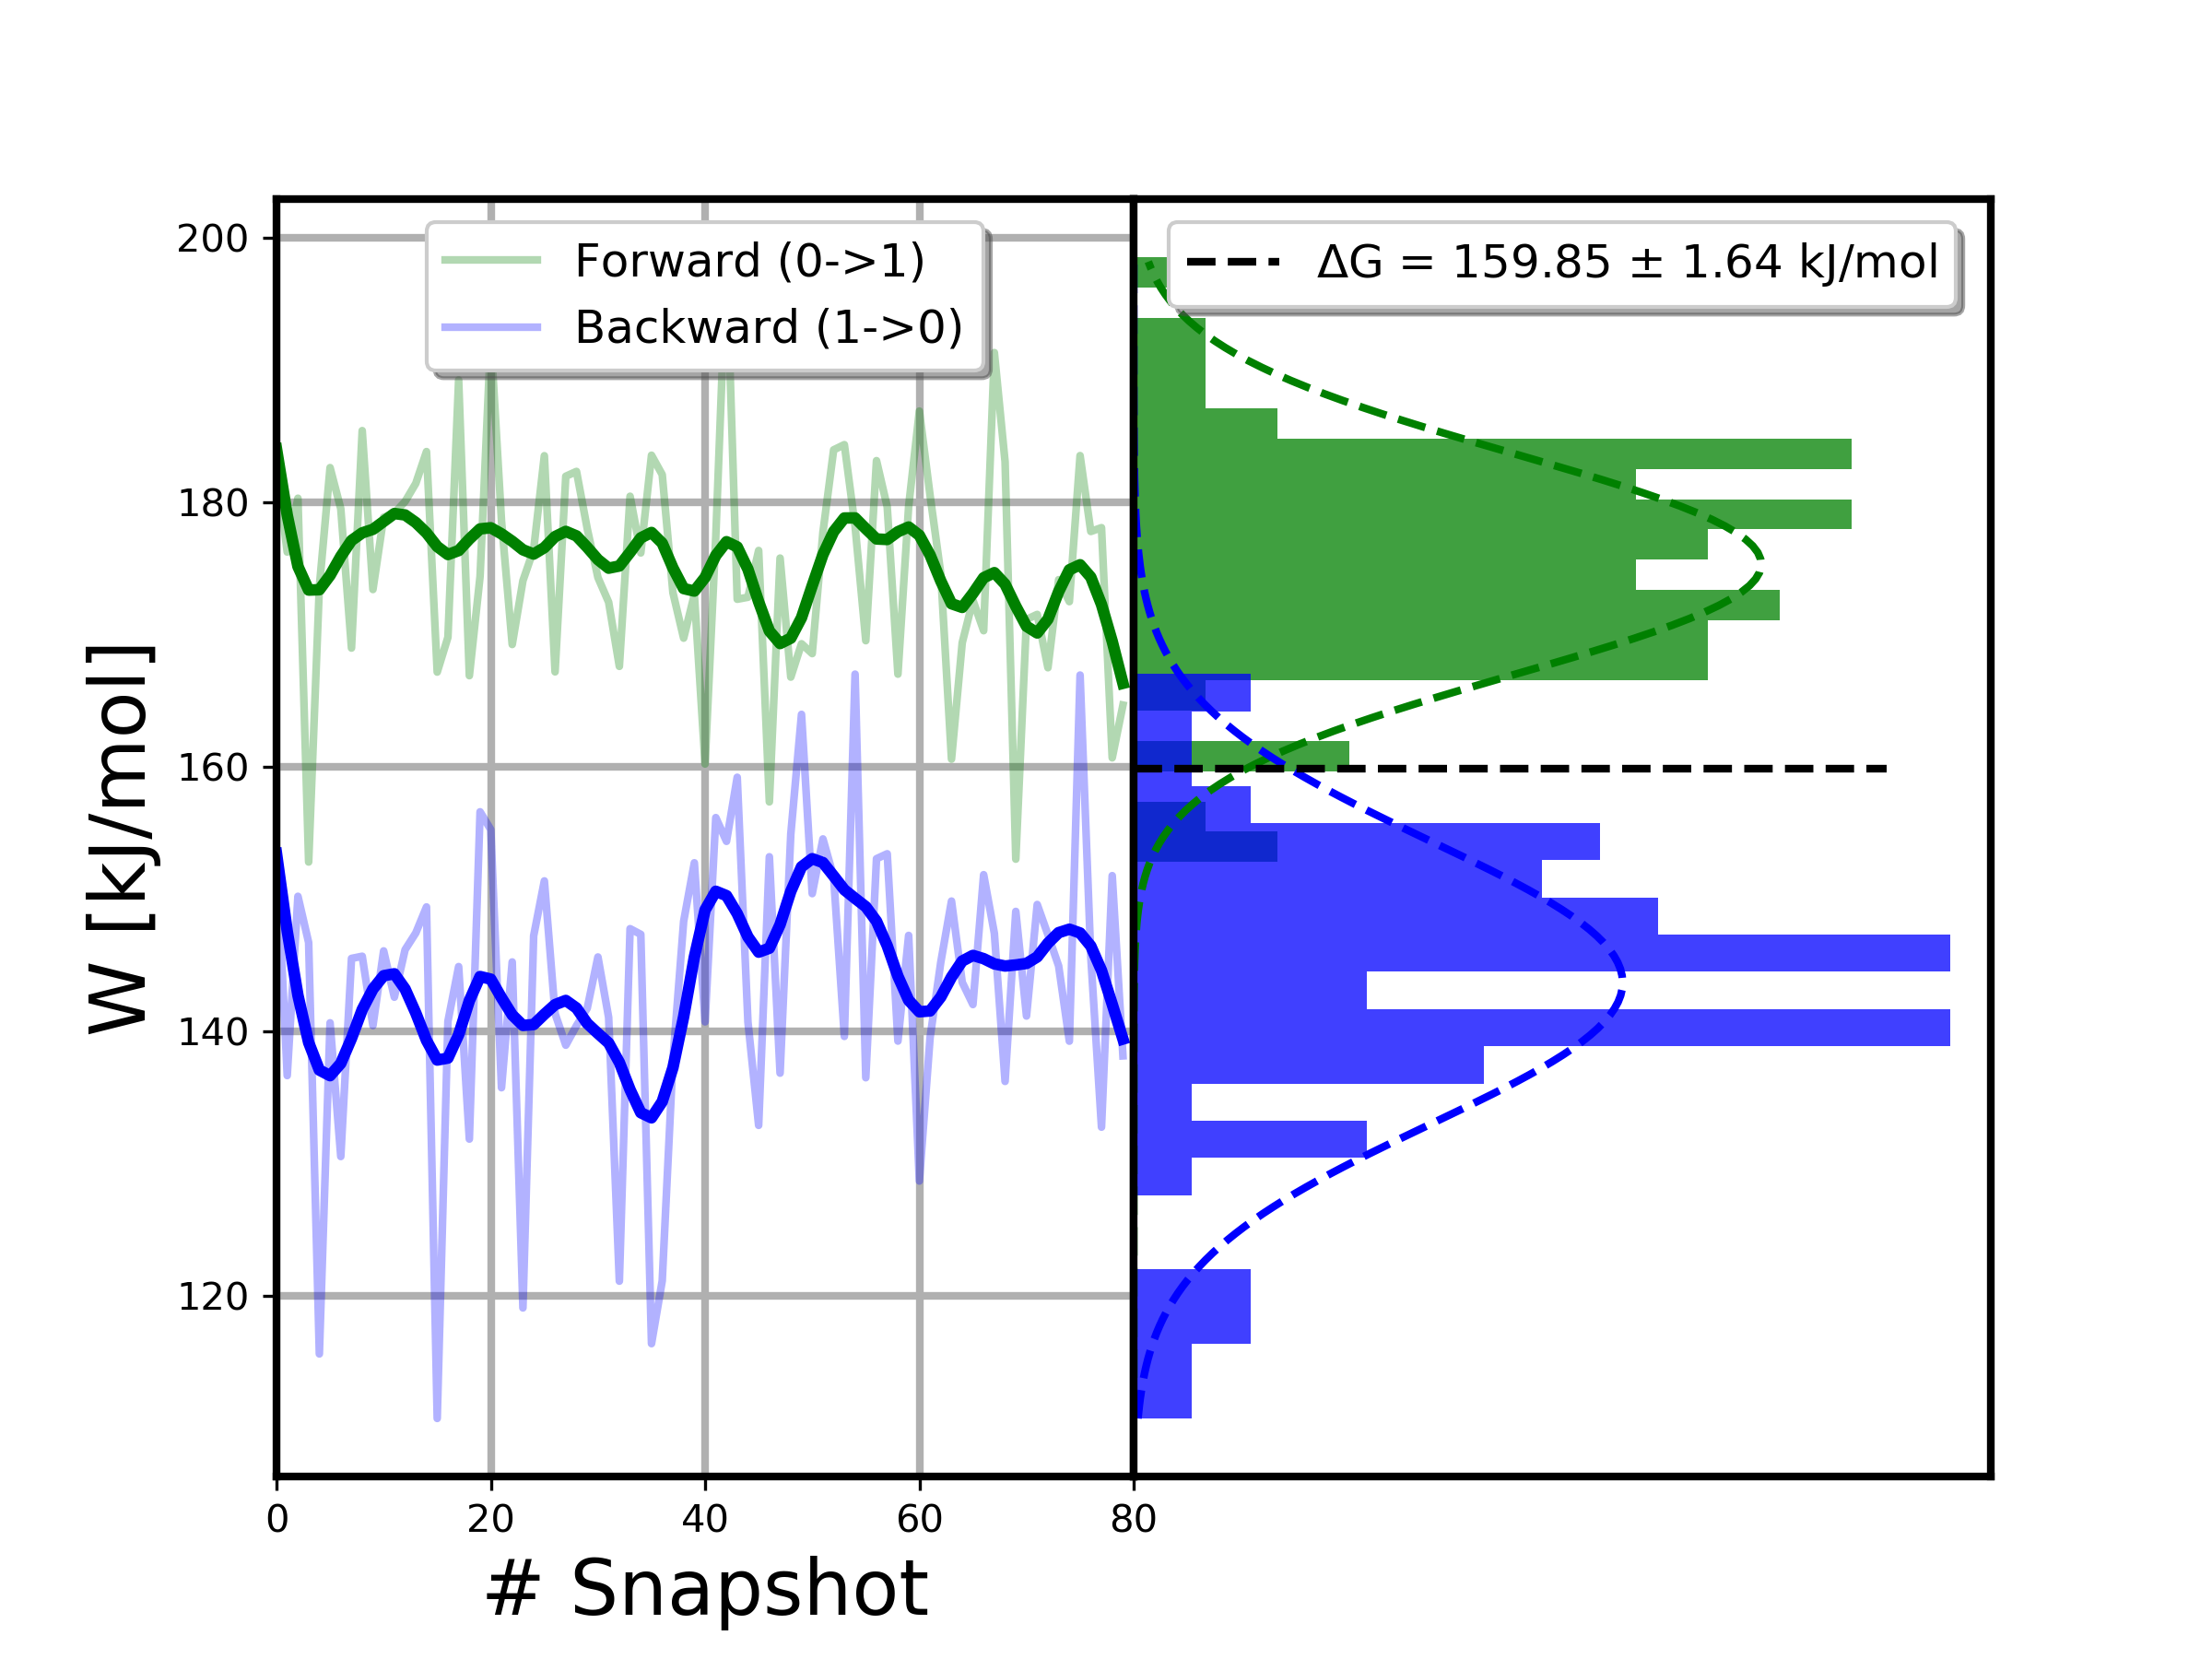 Forward (0->1)
Backward (1->0)
ΔG = 159.85 ± 1.64 kJ/mol
W [kJ/mol]
200
180
160
140
120
0 20 40 60 80
# Snapshot